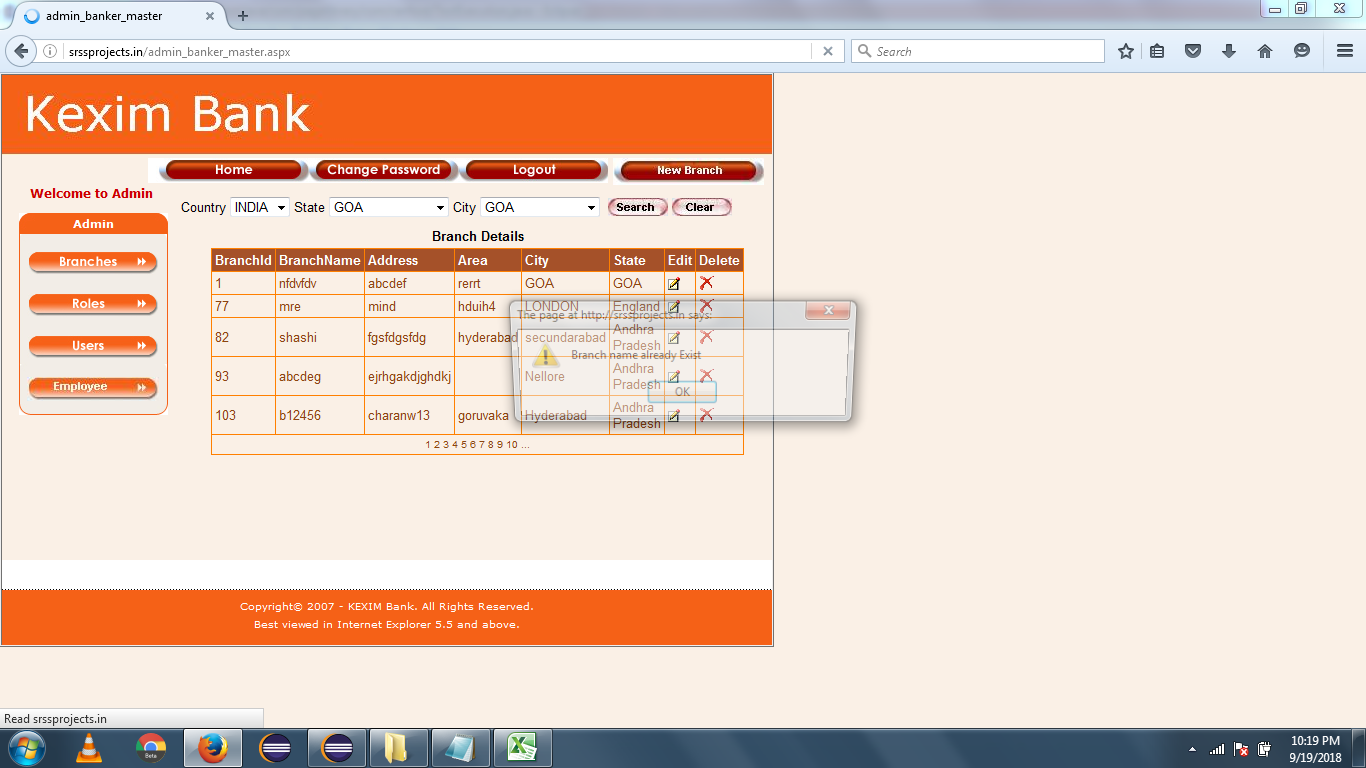 admin_banker_master
srssprojects.in/admin_banker_master.aspx
Search
Kexim Bank
Home Change Password Logout New Branch
Welcome to Admin
Country INDIA State GOA City GOA Search Clear
Admin
Branches
Roles
Users
Employee
Branch Details
BranchId BranchName Address Area City State Edit Delete
1 nfdvfdv abcdef rerrt GOA GOA
77 mre mind hduih4 LONDON England
82 shashi fgsfdgsfdg hyderabad secundarabad Andhra Pradesh
93 abcdeg ejrhgakdjghdkj Nellore Andhra Pradesh
103 b12456 charanw13 goruvaka Hyderabad Andhra Pradesh
1 2 3 4 5 6 7 8 9 10 ...
The page at http://srssprojects.in says:
Branch name already Exist
OK
Copyright© 2007 - KEXIM Bank. All Rights Reserved.
Best viewed in Internet Explorer 5.5 and above.
Read srssprojects.in
Beta
10:19 PM
9/19/2018